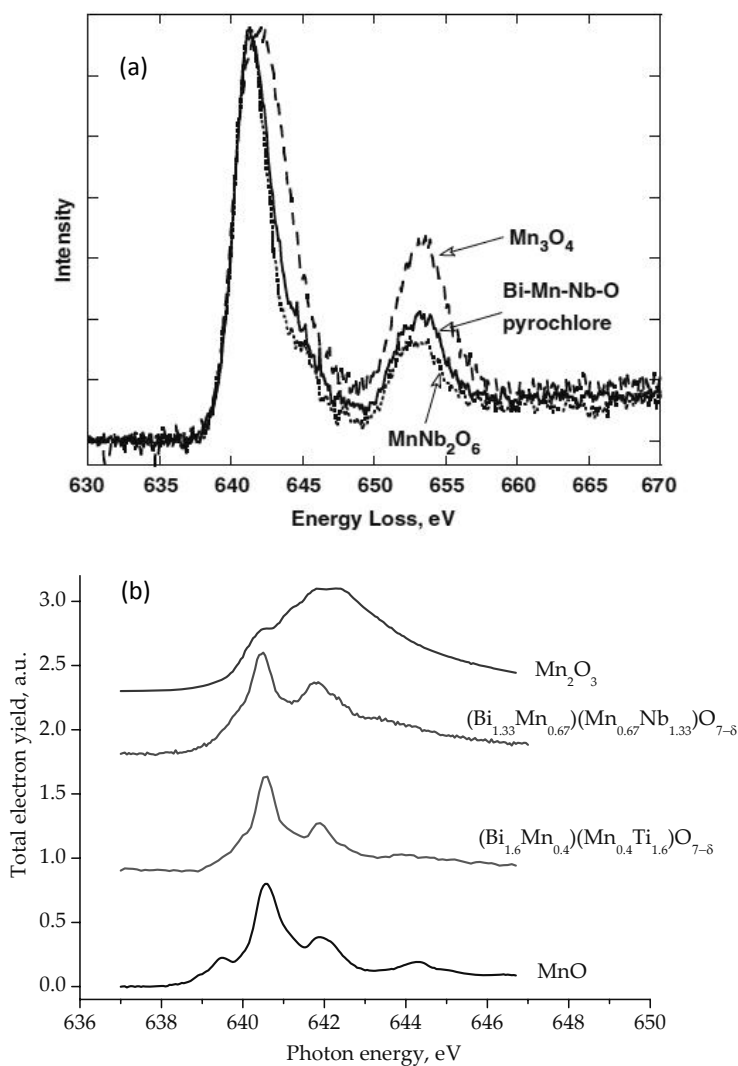 (a)
Intensity
Mn₃O₄
Bi-Mn-Nb-O
pyrochlore
MnNb₂O₆
630 635 640 645 650 655 660 665 670
Energy Loss, eV
(b)
Total electron yield, a.u.
3.0
2.5
2.0
1.5
1.0
0.5
0.0
Mn₂O₃
(Bi₁.₃₃Mn₀.₆₇)(Mn₀.₆₇Nb₁.₃₃)O₇₋δ
(Bi₁.₆Mn₀.₄)(Mn₀.₄Ti₁.₆)O₇₋δ
MnO
636 638 640 642 644 646 648 650
Photon energy, eV